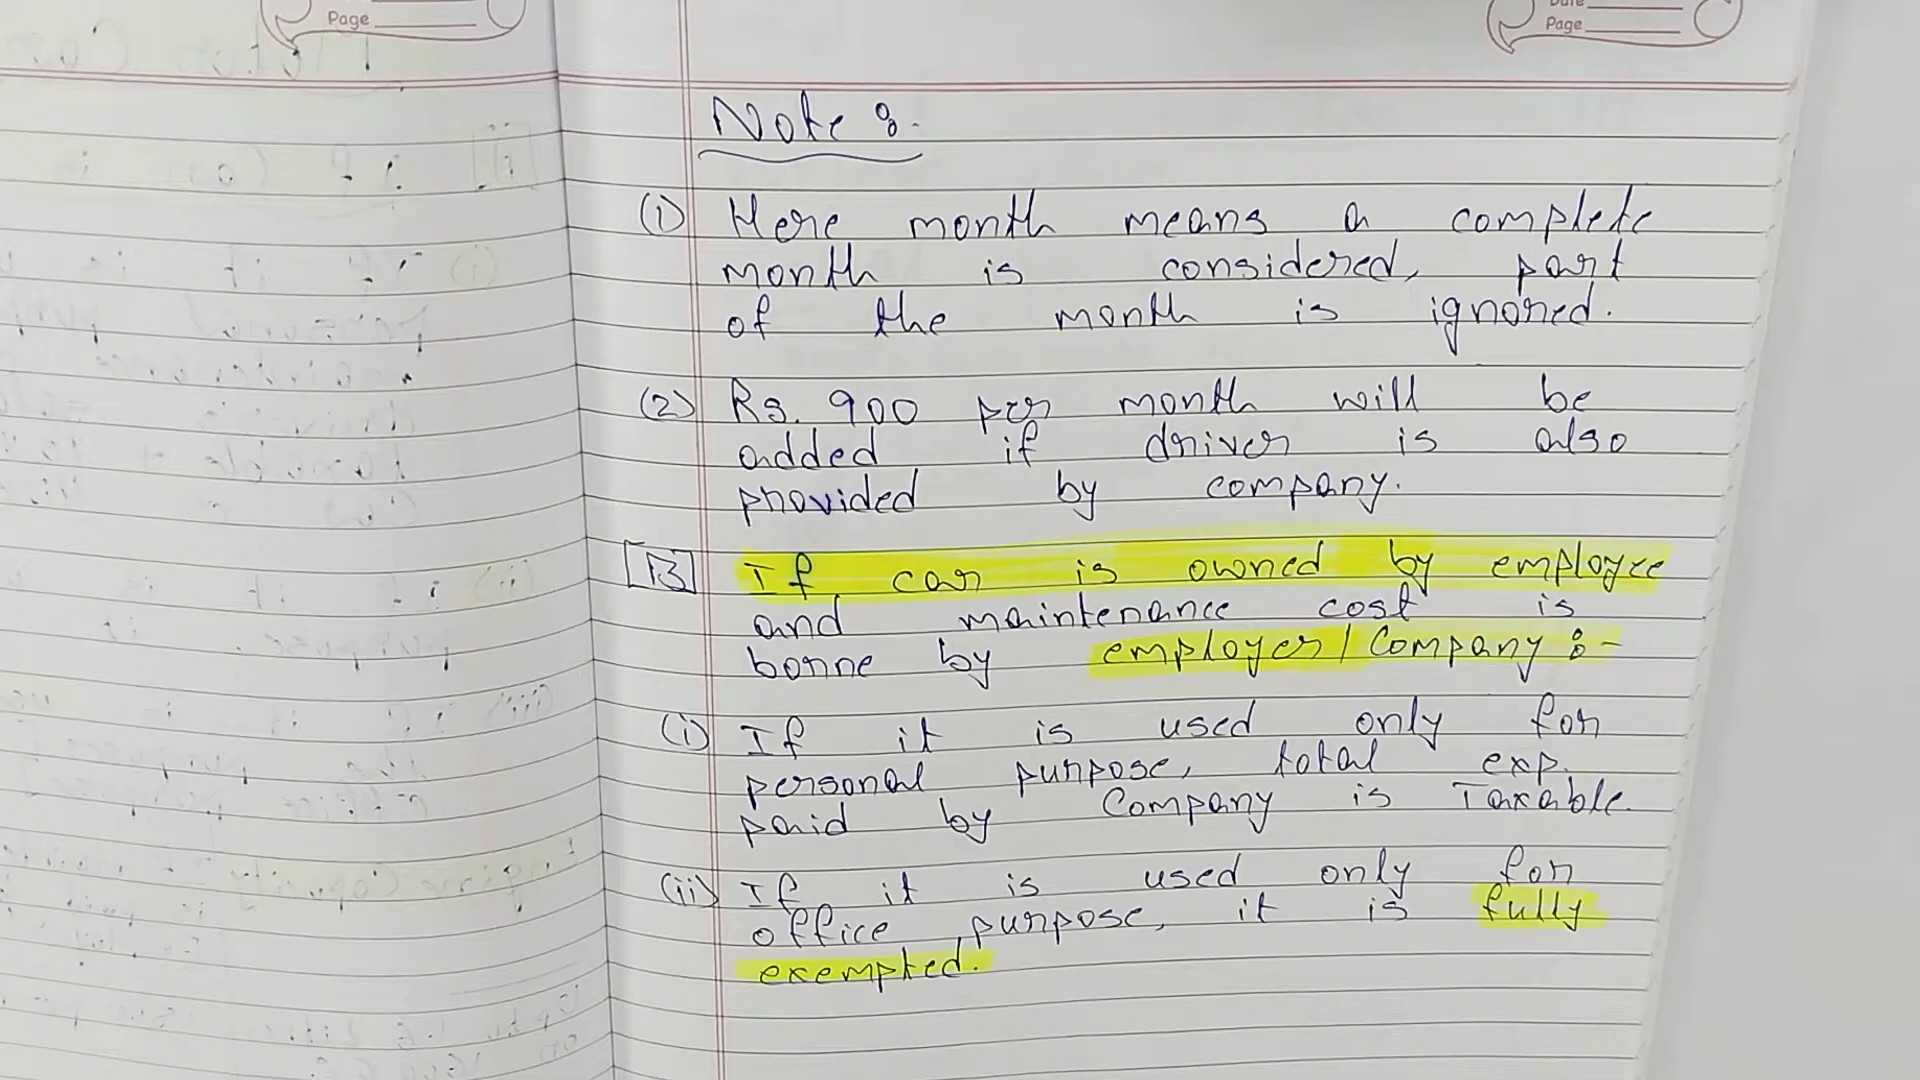 Page
Date
Page
Note :-
(1) Here month means a complete
month is considered, part
of the month is ignored.
(2) Rs. 900 per month will be
added if driver is also
provided by company.
[B] If car is owned by employee
and maintenance cost is
borne by employer/Company :-
(i) If it is used only for
personal purpose, total exp.
paid by Company is Taxable.
(ii) If it is used only for
office purpose, it is fully
exempted.